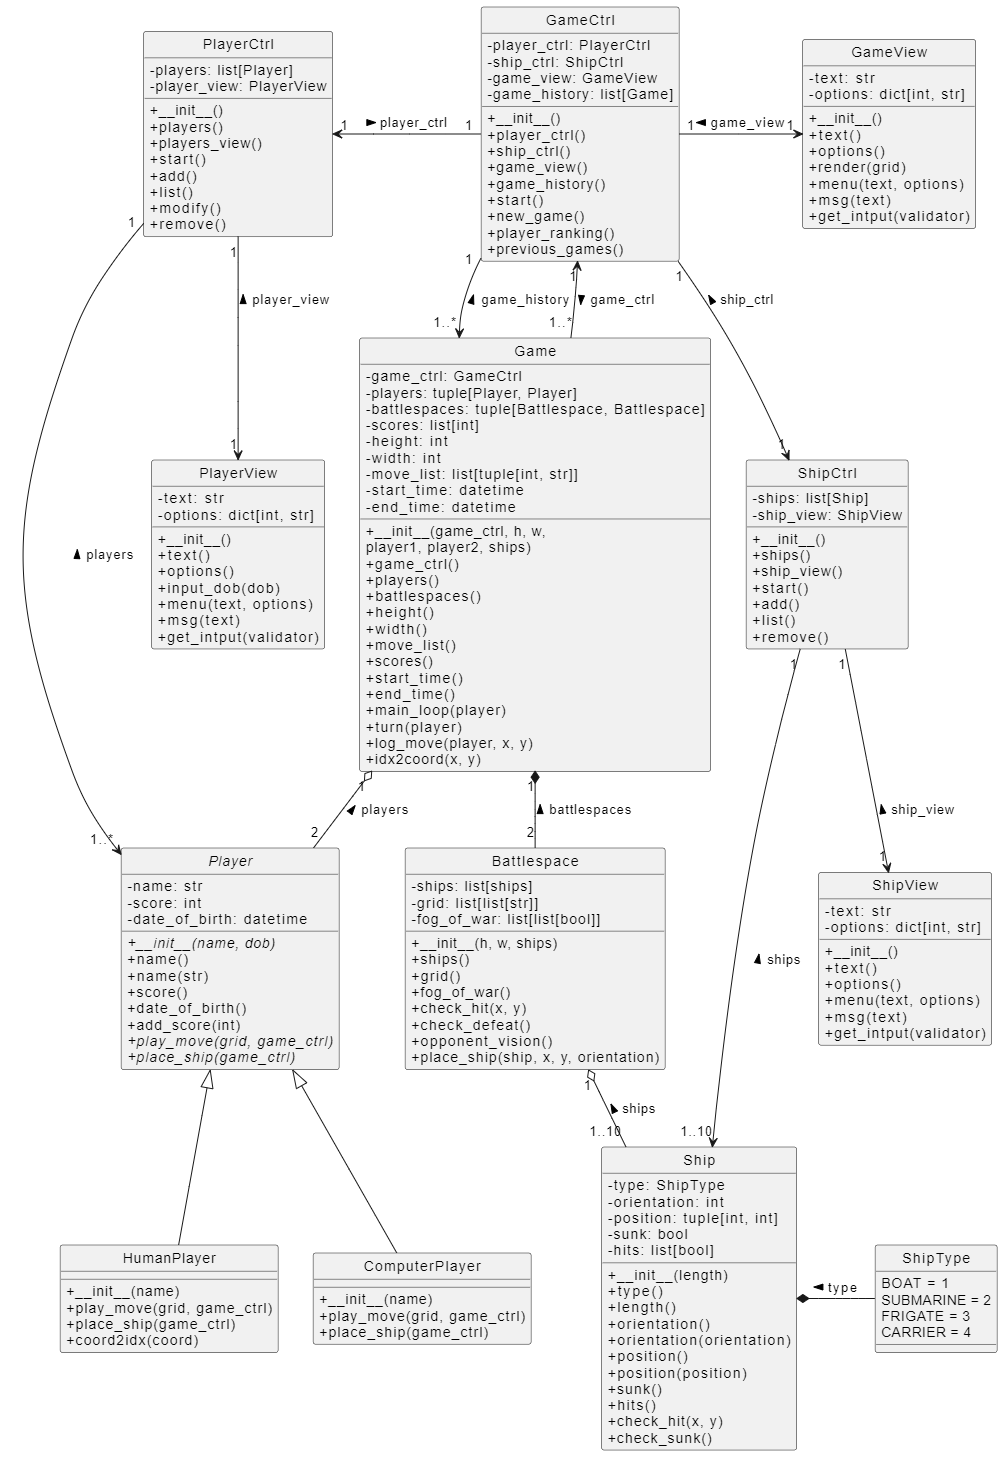 PlayerCtrl
-players: list[Player]
-player_view: PlayerView
+__init__()
+players()
+players_view()
+start()
+add()
+list()
+modify()
+remove()
1
► player_ctrl
1
GameCtrl
-player_ctrl: PlayerCtrl
-ship_ctrl: ShipCtrl
-game_view: GameView
-game_history: list[Game]
+__init__()
+player_ctrl()
+ship_ctrl()
+game_view()
+game_history()
+start()
+new_game()
+player_ranking()
+previous_games()
1
◄ game_view
1
GameView
-text: str
-options: dict[int, str]
+__init__()
+text()
+options()
+render(grid)
+menu(text, options)
+msg(text)
+get_intput(validator)
1
1
1
1
1
player_view
game_history
game_ctrl
ship_ctrl
1..*
1..*
1
1
Game
-game_ctrl: GameCtrl
-players: tuple[Player, Player]
-battlespaces: tuple[Battlespace, Battlespace]
-scores: list[int]
-height: int
-width: int
-move_list: list[tuple[int, str]]
-start_time: datetime
-end_time: datetime
+__init__(game_ctrl, h, w,
player1, player2, ships)
+game_ctrl()
+players()
+battlespaces()
+height()
+width()
+move_list()
+scores()
+start_time()
+end_time()
+main_loop(player)
+turn(player)
+log_move(player, x, y)
+idx2coord(x, y)
PlayerView
-text: str
-options: dict[int, str]
+__init__()
+text()
+options()
+input_dob(dob)
+menu(text, options)
+msg(text)
+get_intput(validator)
ShipCtrl
-ships: list[Ship]
-ship_view: ShipView
+__init__()
+ships()
+ship_view()
+start()
+add()
+list()
+remove()
players
1
1
1
1
players
battlespaces
ship_view
1..*
2
2
1
Player
-name: str
-score: int
-date_of_birth: datetime
+__init__(name, dob)
+name()
+name(str)
+score()
+date_of_birth()
+add_score(int)
+play_move(grid, game_ctrl)
+place_ship(game_ctrl)
Battlespace
-ships: list[ships]
-grid: list[list[str]]
-fog_of_war: list[list[bool]]
+__init__(h, w, ships)
+ships()
+grid()
+fog_of_war()
+check_hit(x, y)
+check_defeat()
+opponent_vision()
+place_ship(ship, x, y, orientation)
ships
ShipView
-text: str
-options: dict[int, str]
+__init__()
+text()
+options()
+menu(text, options)
+msg(text)
+get_intput(validator)
1
ships
1..10
1..10
HumanPlayer
+__init__(name)
+play_move(grid, game_ctrl)
+place_ship(game_ctrl)
+coord2idx(coord)
ComputerPlayer
+__init__(name)
+play_move(grid, game_ctrl)
+place_ship(game_ctrl)
Ship
-type: ShipType
-orientation: int
-position: tuple[int, int]
-sunk: bool
-hits: list[bool]
+__init__(length)
+type()
+length()
+orientation()
+orientation(orientation)
+position()
+position(position)
+sunk()
+hits()
+check_hit(x, y)
+check_sunk()
◄ type
ShipType
BOAT = 1
SUBMARINE = 2
FRIGATE = 3
CARRIER = 4